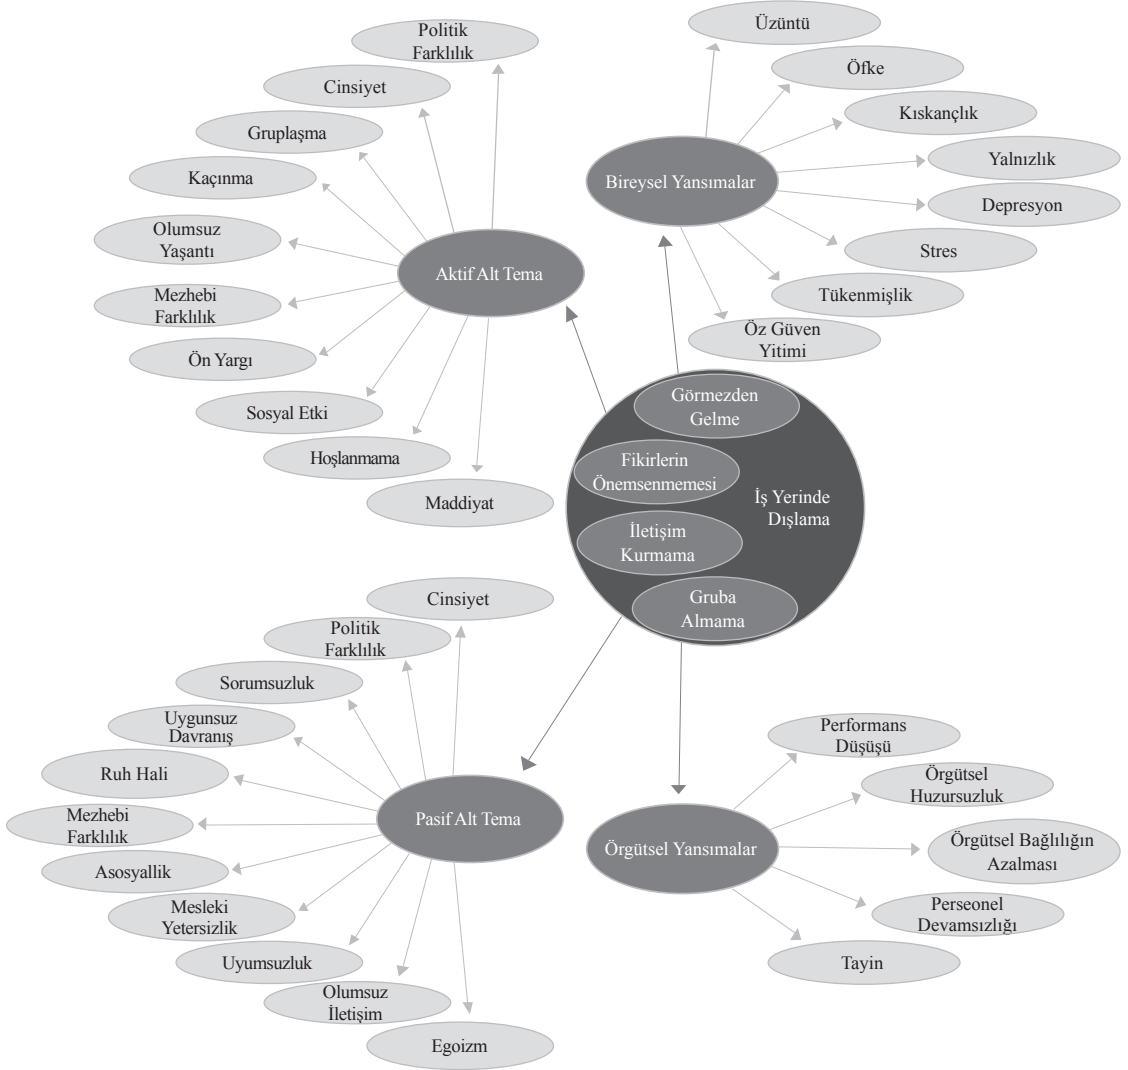 Politik
Farklılık
Cinsiyet
Gruplaşma
Kaçınma
Olumsuz
Yaşantı
Mezhebi
Farklılık
Ön Yargı
Sosyal Etki
Hoşlanmama
Maddiyat
Aktif Alt Tema
Üzüntü
Öfke
Kıskançlık
Yalnızlık
Depresyon
Stres
Tükenmişlik
Öz Güven
Yitimi
Bireysel Yansımalar
Görmezden
Gelme
Fikirlerin
Önemsenmemesi
İletişim
Kurmama
Gruba
Almama
İş Yerinde
Dışlama
Cinsiyet
Politik
Farklılık
Sorumsuzluk
Uygunsuz
Davranış
Ruh Hali
Mezhebi
Farklılık
Asosyallik
Mesleki
Yetersizlik
Uyumsuzluk
Olumsuz
İletişim
Egoizm
Pasif Alt Tema
Performans
Düşüşü
Örgütsel
Huzursuzluk
Örgütsel Bağlılığın
Azalması
Perseonel
Devamsızlığı
Tayin
Örgütsel Yansımalar